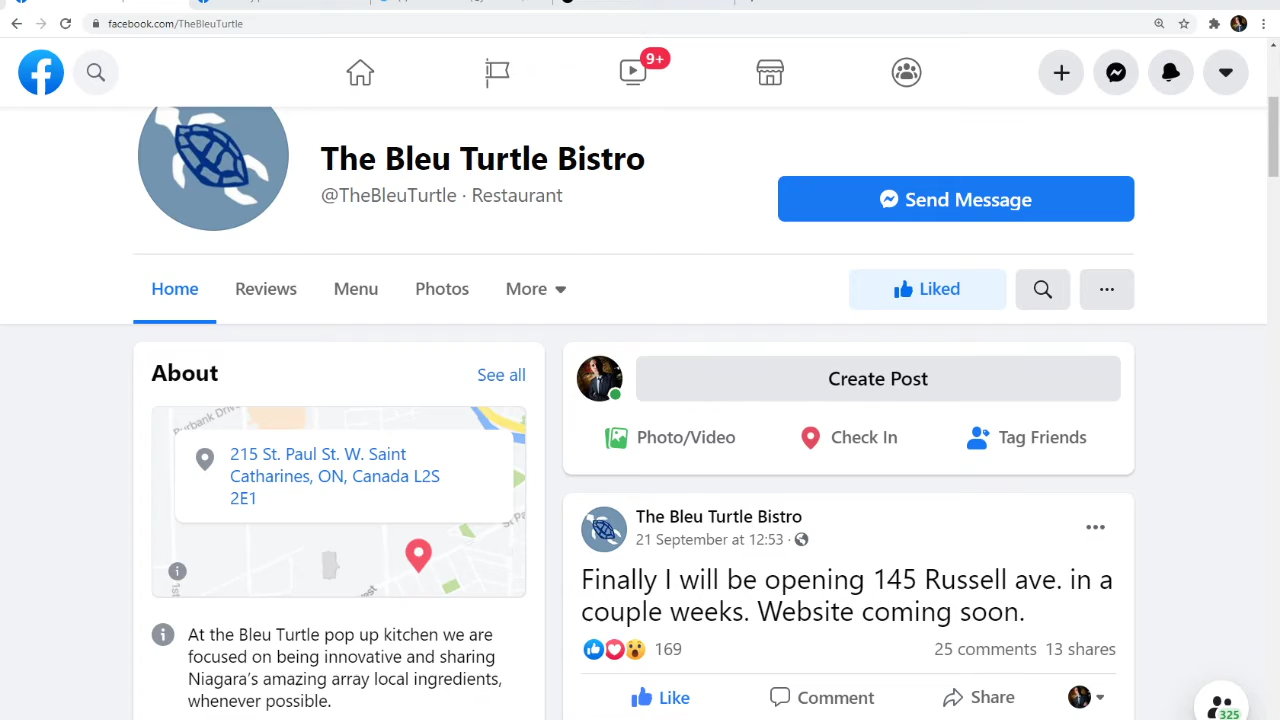 facebook.com/TheBleuTurtle
9+
The Bleu Turtle Bistro
@TheBleuTurtle · Restaurant
Send Message
Home Reviews Menu Photos More
Liked
...
About
See all
Burbank Driv
215 St. Paul St. W. Saint
Catharines, ON, Canada L2S
2E1
St P
1st
At the Bleu Turtle pop up kitchen we are
focused on being innovative and sharing
Niagara's amazing array local ingredients,
whenever possible.
Create Post
Photo/Video Check In Tag Friends
The Bleu Turtle Bistro
21 September at 12:53 ·
Finally I will be opening 145 Russell ave. in a
couple weeks. Website coming soon.
169 25 comments 13 shares
Like Comment Share
325